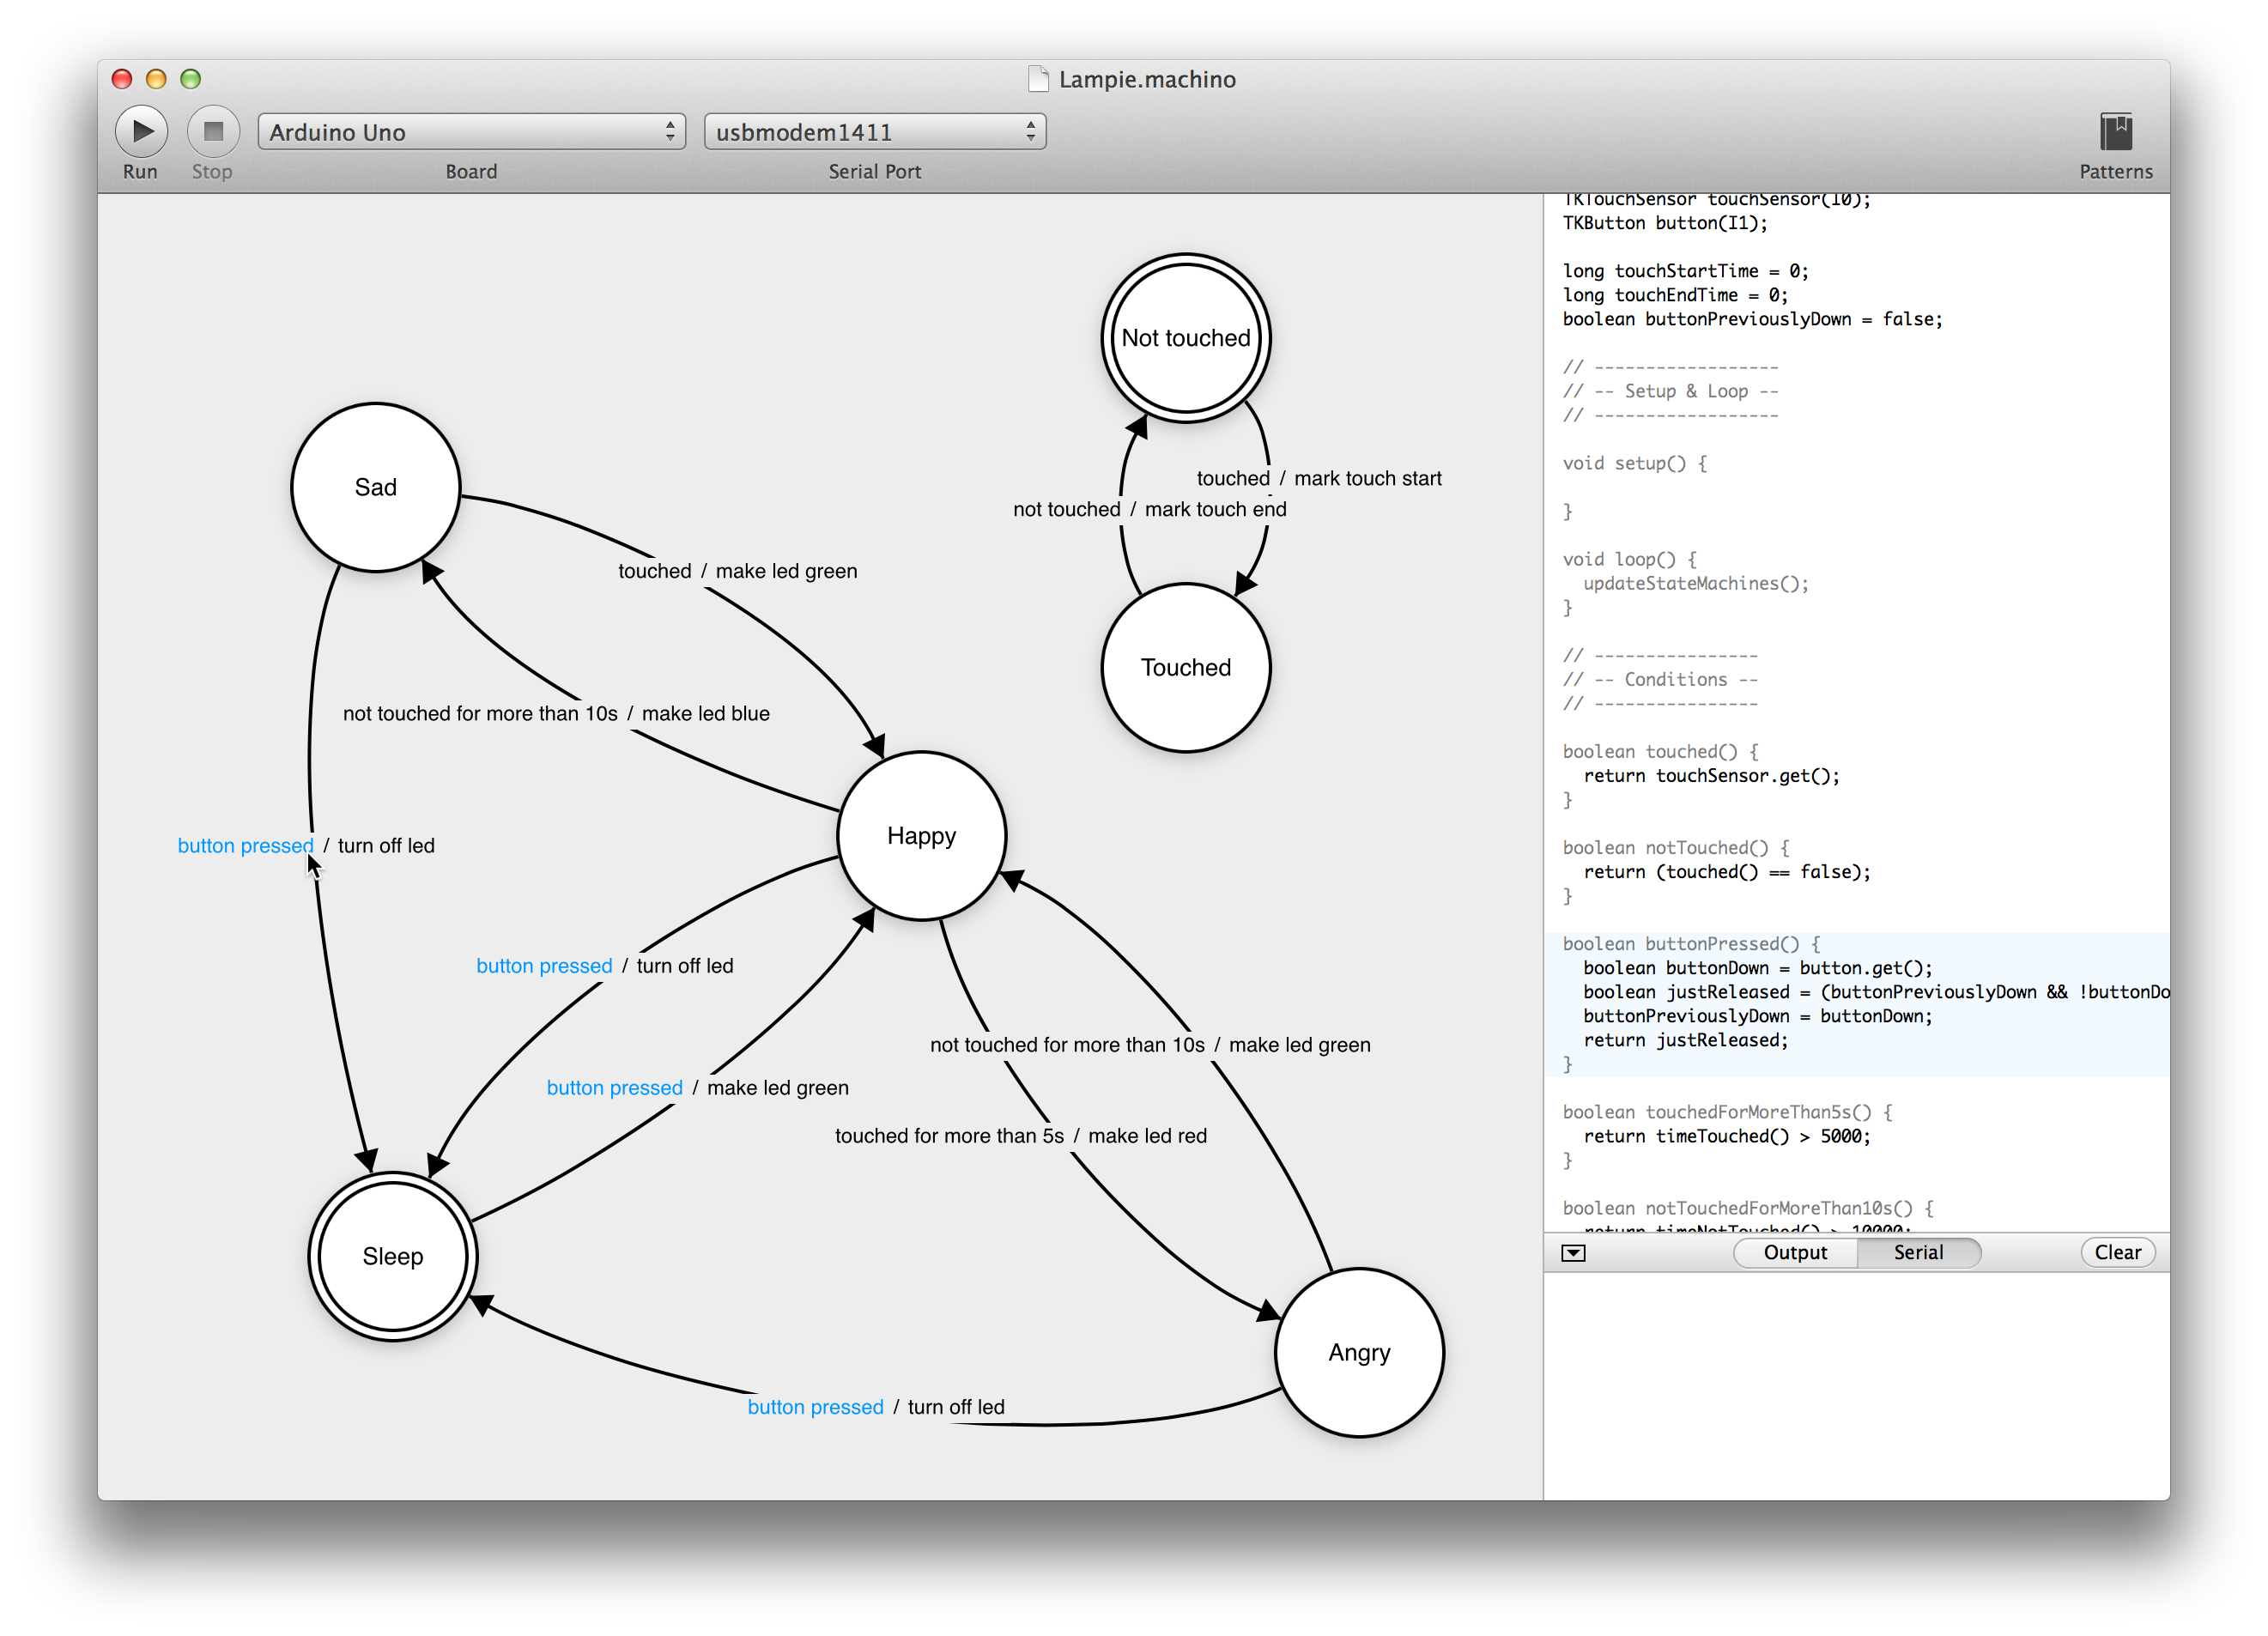 Lampie.machino
Arduino Uno
usbmodem1411
Run
Stop
Board
Serial Port
Patterns
Not touched
touched / mark touch start
not touched / mark touch end
Touched
Sad
touched / make led green
not touched for more than 10s / make led blue
Happy
button pressed / turn off led
button pressed / turn off led
not touched for more than 10s / make led green
button pressed / make led green
touched for more than 5s / make led red
Sleep
Angry
button pressed / turn off led
TKTouchSensor touchSensor(I0);
TKButton button(I1);
long touchStartTime = 0;
long touchEndTime = 0;
boolean buttonPreviouslyDown = false;
// ------------------
// -- Setup & Loop --
// ------------------
void setup() {
}
void loop() {
updateStateMachines();
}
// ----------------
// -- Conditions --
// ----------------
boolean touched() {
return touchSensor.get();
}
boolean notTouched() {
return (touched() == false);
}
boolean buttonPressed() {
boolean buttonDown = button.get();
boolean justReleased = (buttonPreviouslyDown && !buttonDo
buttonPreviouslyDown = buttonDown;
return justReleased;
}
boolean touchedForMoreThan5s() {
return timeTouched() > 5000;
}
boolean notTouchedForMoreThan10s() {
return timeNotTouched() > 10000;
Output
Serial
Clear